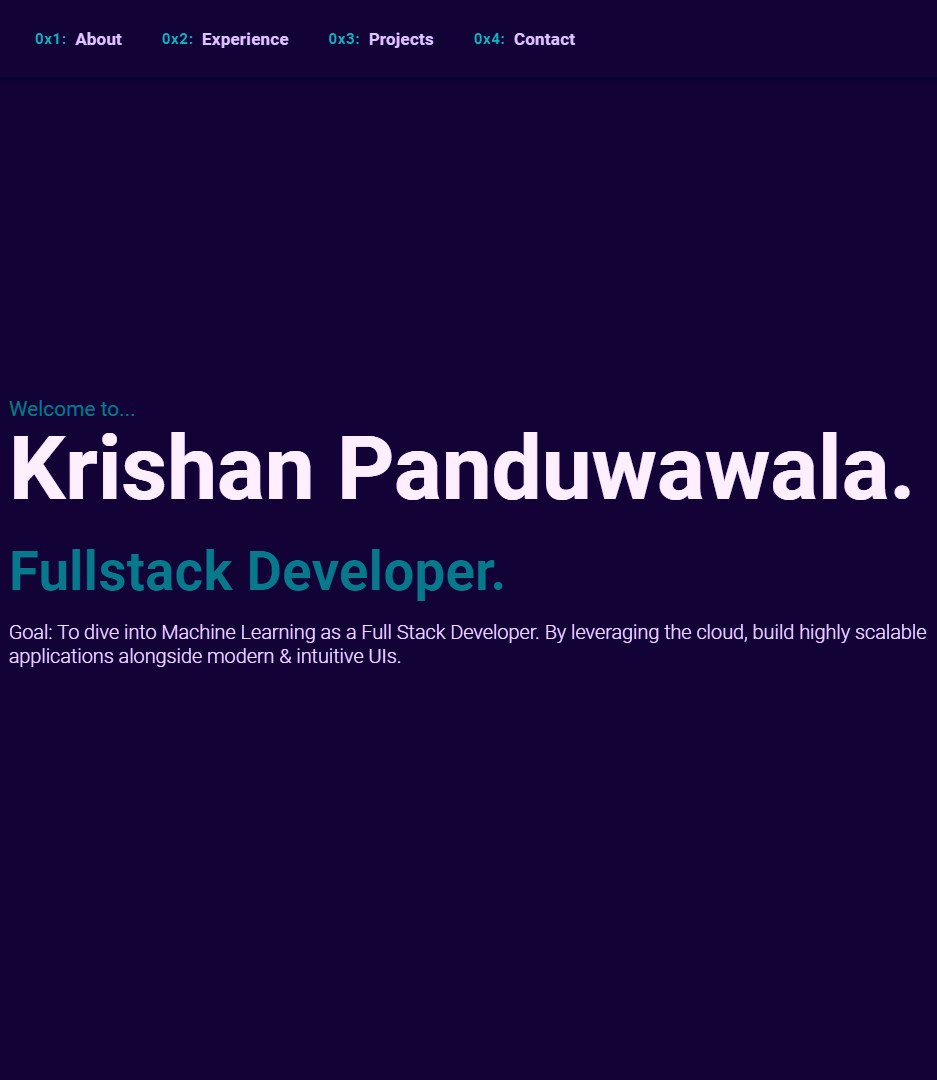 0x1: About 0x2: Experience 0x3: Projects 0x4: Contact
Welcome to...
Krishan Panduwawala.
Fullstack Developer.
Goal: To dive into Machine Learning as a Full Stack Developer. By leveraging the cloud, build highly scalable
applications alongside modern & intuitive UIs.